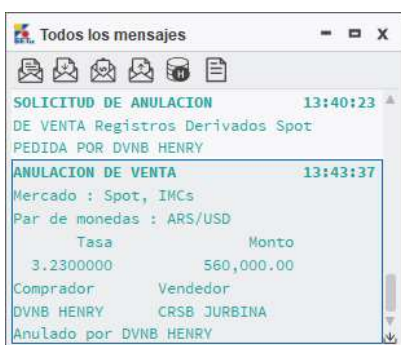 Todos los mensajes
SOLICITUD DE ANULACION 13:40:23
DE VENTA Registros Derivados Spot
PEDIDA POR DVNB HENRY
ANULACION DE VENTA 13:43:37
Mercado : Spot, IMCs
Par de monedas : ARS/USD
Tasa Monto
3.2300000 560,000.00
Comprador Vendedor
DVNB HENRY CRSB JURBINA
Anulado por DVNB HENRY